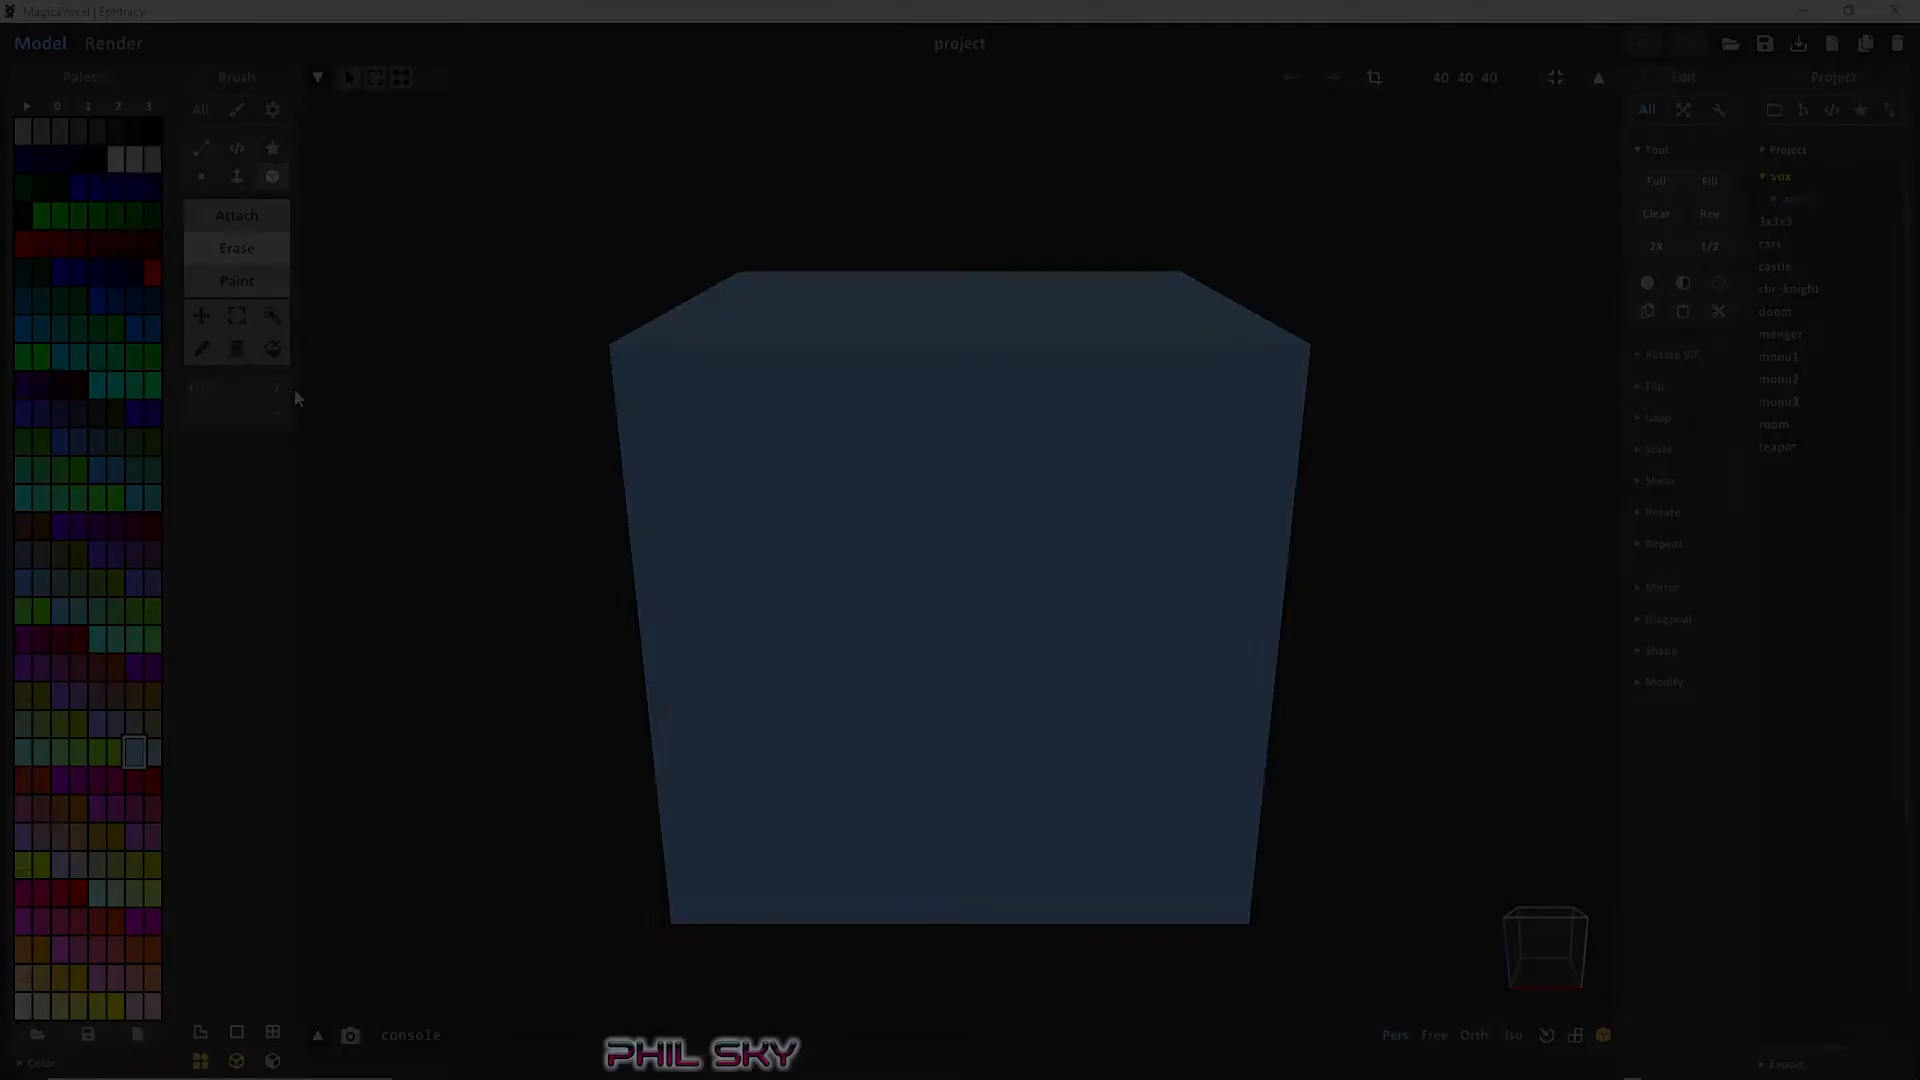 MagicaVoxel | Ephtracy
Model Render
project
Palet
Brush
40 40 40
Edit
Project
0 1 2 3
All
All
Tool
Project
Full Fill
vox
Attach
Clear Rev
3x3x3
Erase
2X 1/2
cars
castle
Paint
chr_knight
doom
menger
Rotate 90°
monu1
Flip
monu2
monu3
Loop
room
Scale
teapot
Shear
Rotate
Repeat
Mirror
Diagonal
Shape
Modify
console
Pers Free Orth Iso
PHIL SKY
Color
Export